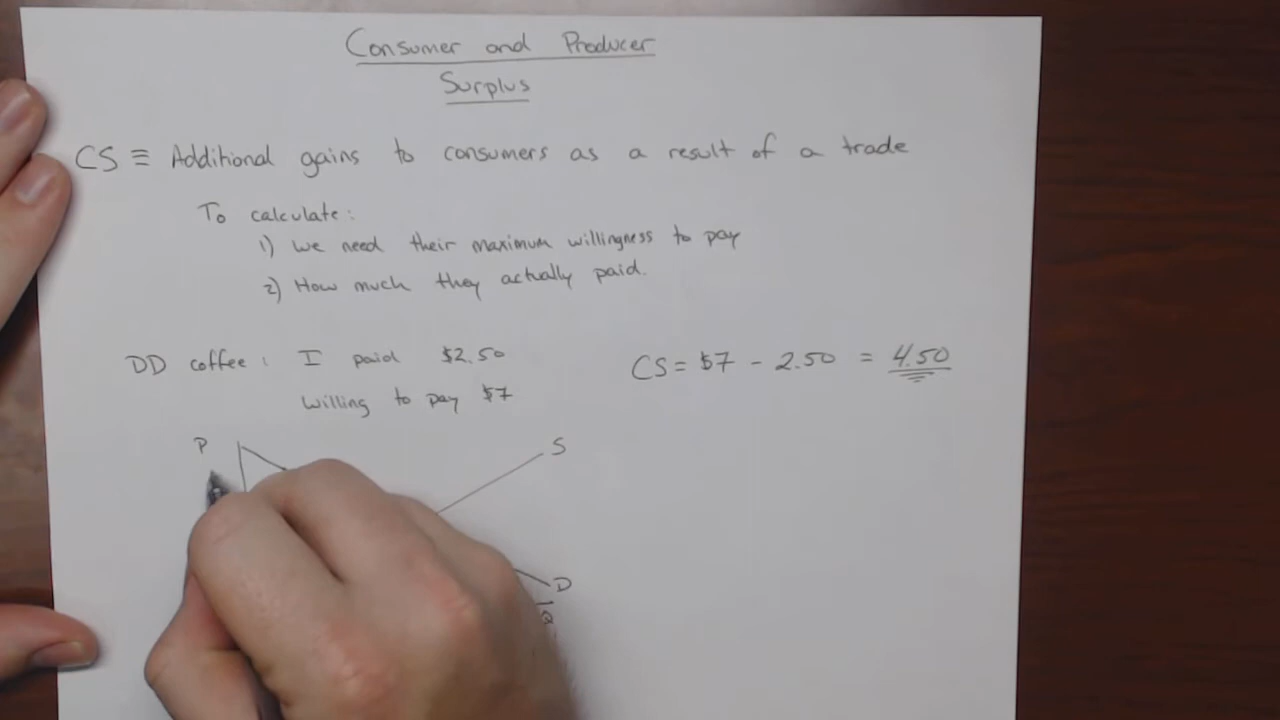 Consumer and Producer
Surplus
CS ≡ Additional gains to consumers as a result of a trade
To calculate:
1) we need their maximum willingness to pay
2) How much they actually paid.
DD coffee: I paid $2.50
CS = $7 - 2.50 = 4.50
Willing to pay $7
P
S
D
Q